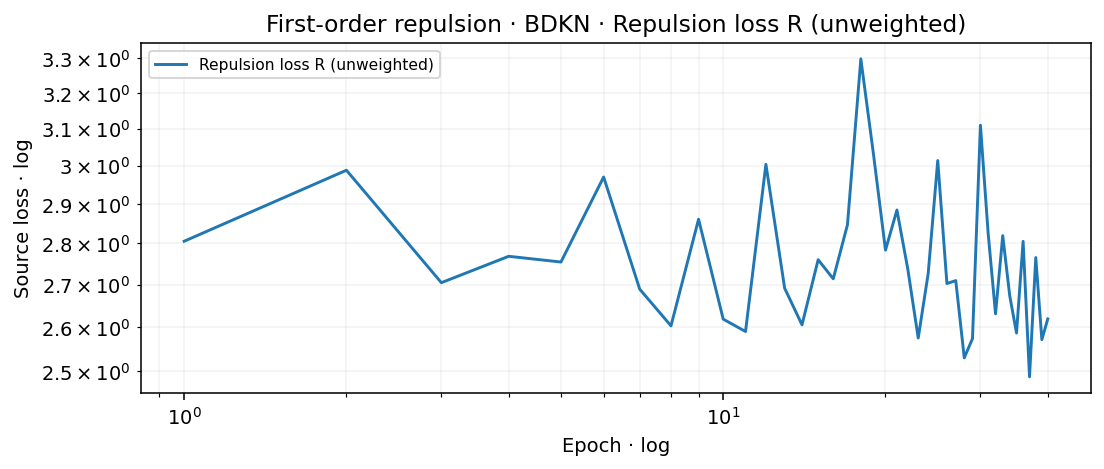 First-order repulsion · BDKN · Repulsion loss R (unweighted)
Repulsion loss R (unweighted)
Source loss · log
3.3 × 10⁰
3.2 × 10⁰
3.1 × 10⁰
3 × 10⁰
2.9 × 10⁰
2.8 × 10⁰
2.7 × 10⁰
2.6 × 10⁰
2.5 × 10⁰
10⁰
10¹
Epoch · log